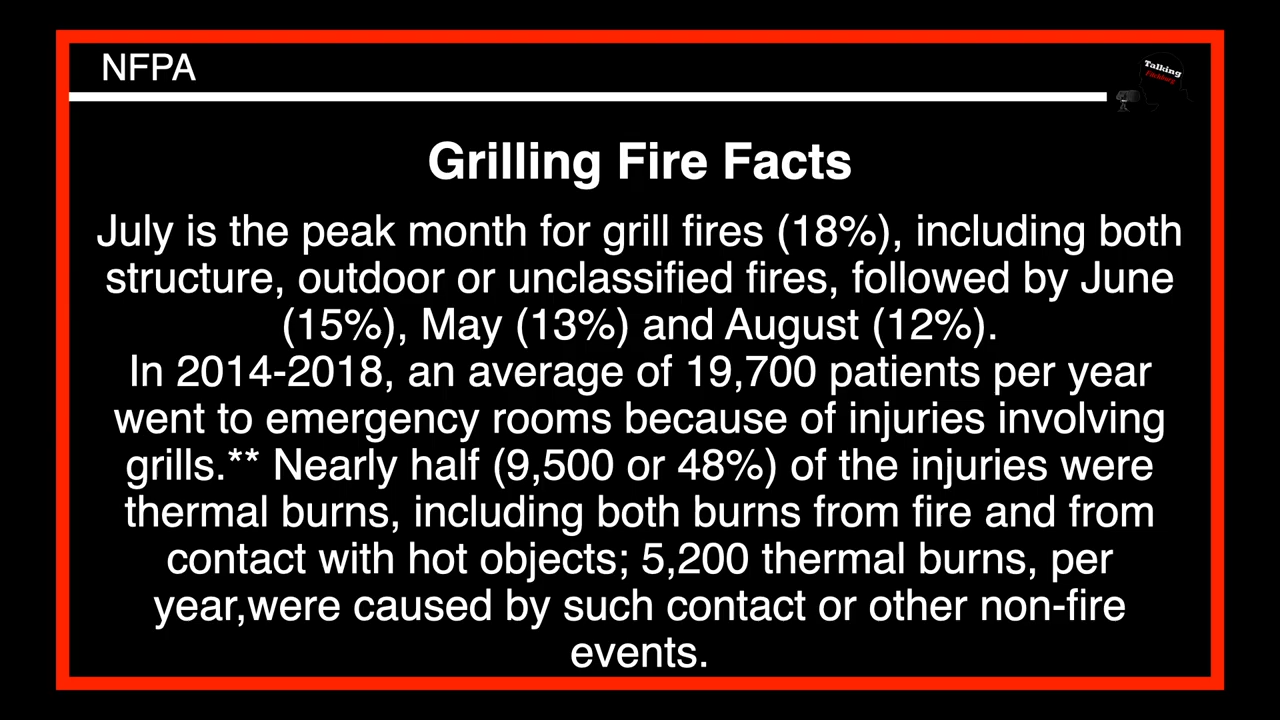 NFPA
Talking
Fitchburg
Grilling Fire Facts
July is the peak month for grill fires (18%), including both
structure, outdoor or unclassified fires, followed by June
(15%), May (13%) and August (12%).
In 2014-2018, an average of 19,700 patients per year
went to emergency rooms because of injuries involving
grills.** Nearly half (9,500 or 48%) of the injuries were
thermal burns, including both burns from fire and from
contact with hot objects; 5,200 thermal burns, per
year,were caused by such contact or other non-fire
events.